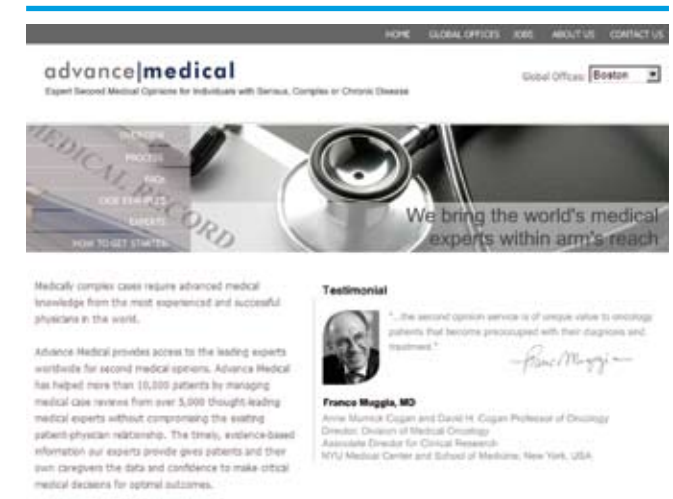 HOME GLOBAL OFFICES JOBS ABOUT US CONTACT US
advance|medical
Expert Second Medical Opinions for Individuals with Serious, Complex or Chronic Disease
Global Offices: Boston
MEDICAL RECORD
OVERVIEW
PROCESS
FAQs
CASE EXAMPLES
EXPERTS
HOW TO GET STARTED
We bring the world's medical
experts within arm's reach
Medically complex cases require advanced medical
knowledge from the most experienced and successful
physicians in the world.
Advance Medical provides access to the leading experts
worldwide for second medical opinions. Advance Medical
has helped more than 10,000 patients by managing
medical case reviews from over 5,000 thought-leading
medical experts without compromising the existing
patient-physician relationship. The timely, evidence-based
information our experts provide gives patients and their
own caregivers the data and confidence to make critical
medical decisions for optimal outcomes.
Testimonial
"...the second opinion service is of unique value to oncology
patients that become preoccupied with their diagnosis and
treatment."
Franco Muggia
Franco Muggia, MD
Anne Murnick Cogan and David H. Cogan Professor of Oncology
Director, Division of Medical Oncology
Associate Director for Clinical Research
NYU Medical Center and School of Medicine, New York, USA